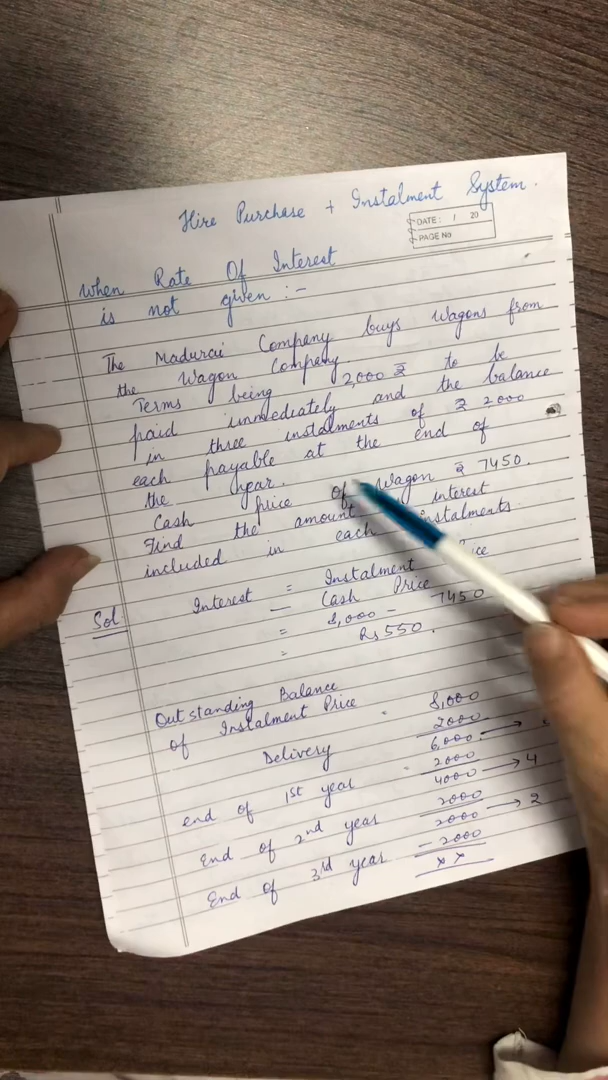 Hire Purchase + Instalment System.
DATE: / 20
PAGE No
When Rate Of Interest
is not given :-
The Madurai Company buys Wagons from
the Wagon Company
Terms being 2,000 ₹ to be
paid immediately and the balance
in three instalments of ₹ 2000
each payable at the end of
the year.
Cash price Of Wagon ₹ 7450.
Find the amount interest
included in each instalments.
Sol Interest = Instalment
— Cash Price
= 8,000 — 7450
= Rs 550.
Outstanding Balance
of Instalment Price - 8,000
Delivery 2000
6,000 →
end of 1st year - 2000
4000 → 4
End of 2nd year 2000
2000 → 2
End of 3rd year - 2000
x x